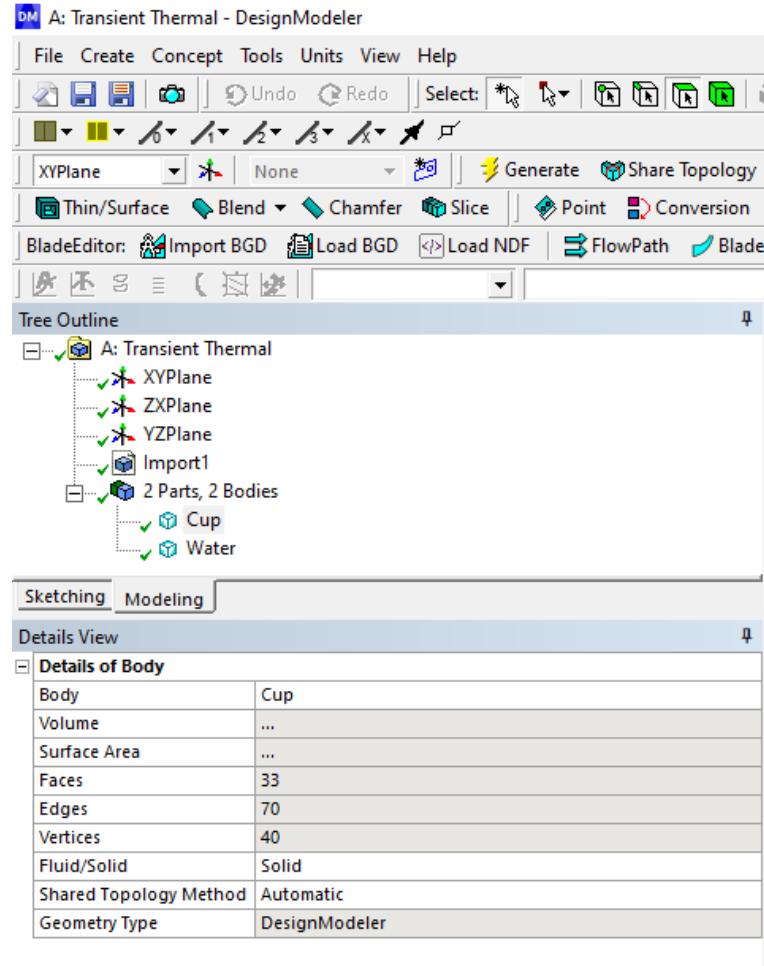 DM A: Transient Thermal - DesignModeler
File Create Concept Tools Units View Help
Undo Redo Select:
XYPlane None Generate Share Topology
Thin/Surface Blend Chamfer Slice Point Conversion
BladeEditor: Import BGD Load BGD Load NDF FlowPath Blade
Tree Outline
A: Transient Thermal
XYPlane
ZXPlane
YZPlane
Import1
2 Parts, 2 Bodies
Cup
Water
Sketching Modeling
Details View
Details of Body
Body Cup
Volume ...
Surface Area ...
Faces 33
Edges 70
Vertices 40
Fluid/Solid Solid
Shared Topology Method Automatic
Geometry Type DesignModeler